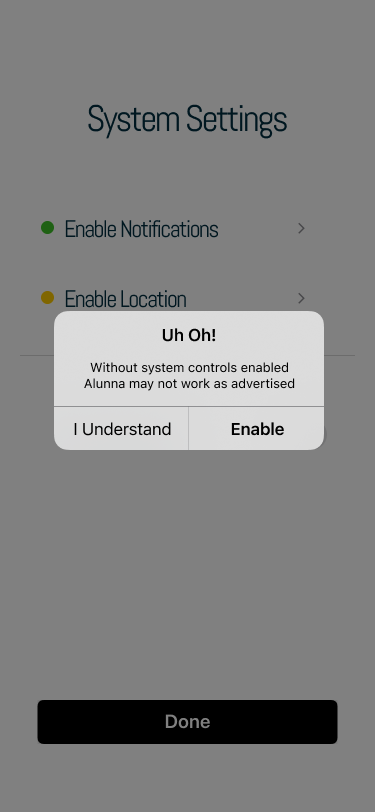 System Settings
Enable Notifications
Enable Location
Uh Oh!
Without system controls enabled
Alunna may not work as advertised
I Understand
Enable
Done